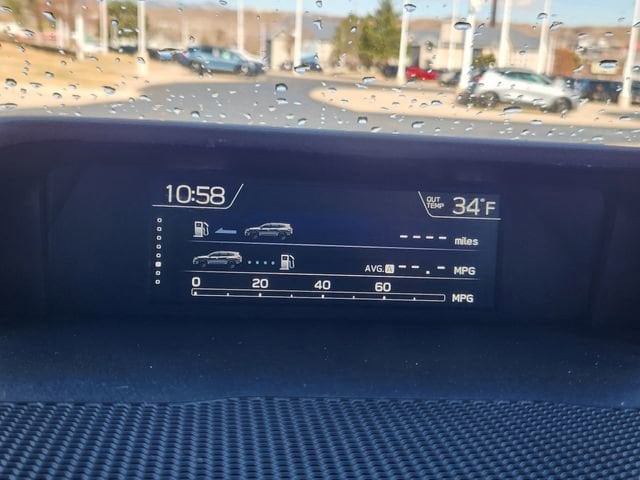 10:58
OUT TEMP 34°F
---- miles
AVG. A --.- MPG
0 20 40 60
MPG